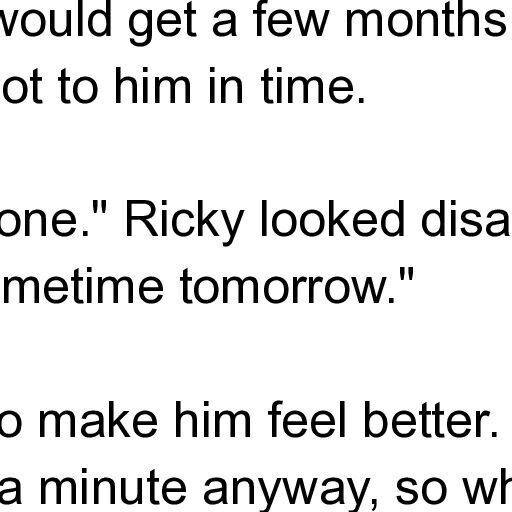 would get a few months
ot to him in time.
one." Ricky looked disa
metime tomorrow."
o make him feel better.
a minute anyway, so wh